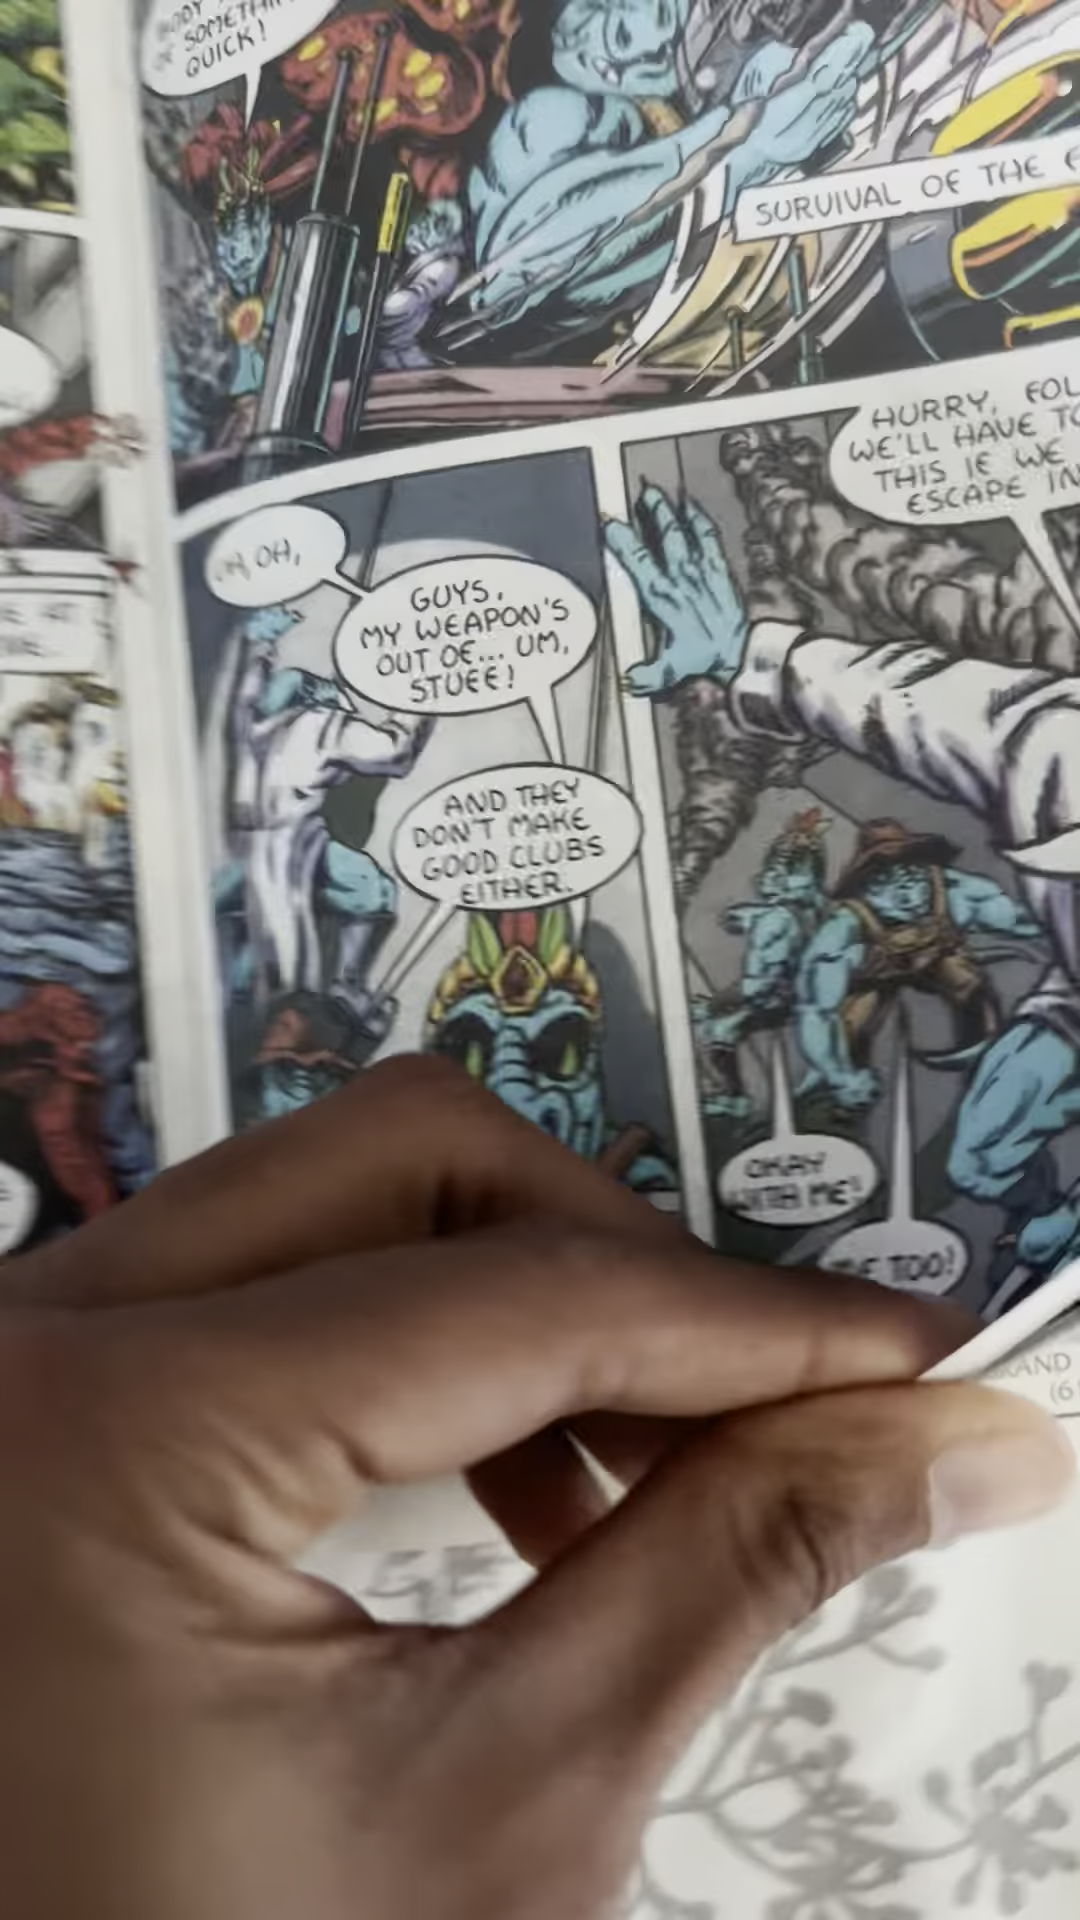 QUICK!
SURVIVAL OF THE
OH,
GUYS,
MY WEAPON'S
OUT OF... UM,
STUFF!
AND THEY
DON'T MAKE
GOOD CLUBS
EITHER.
HURRY,
WE'LL HAVE TO
THIS IF WE
ESCAPE IN
OKAY
WITH ME!
TOO!